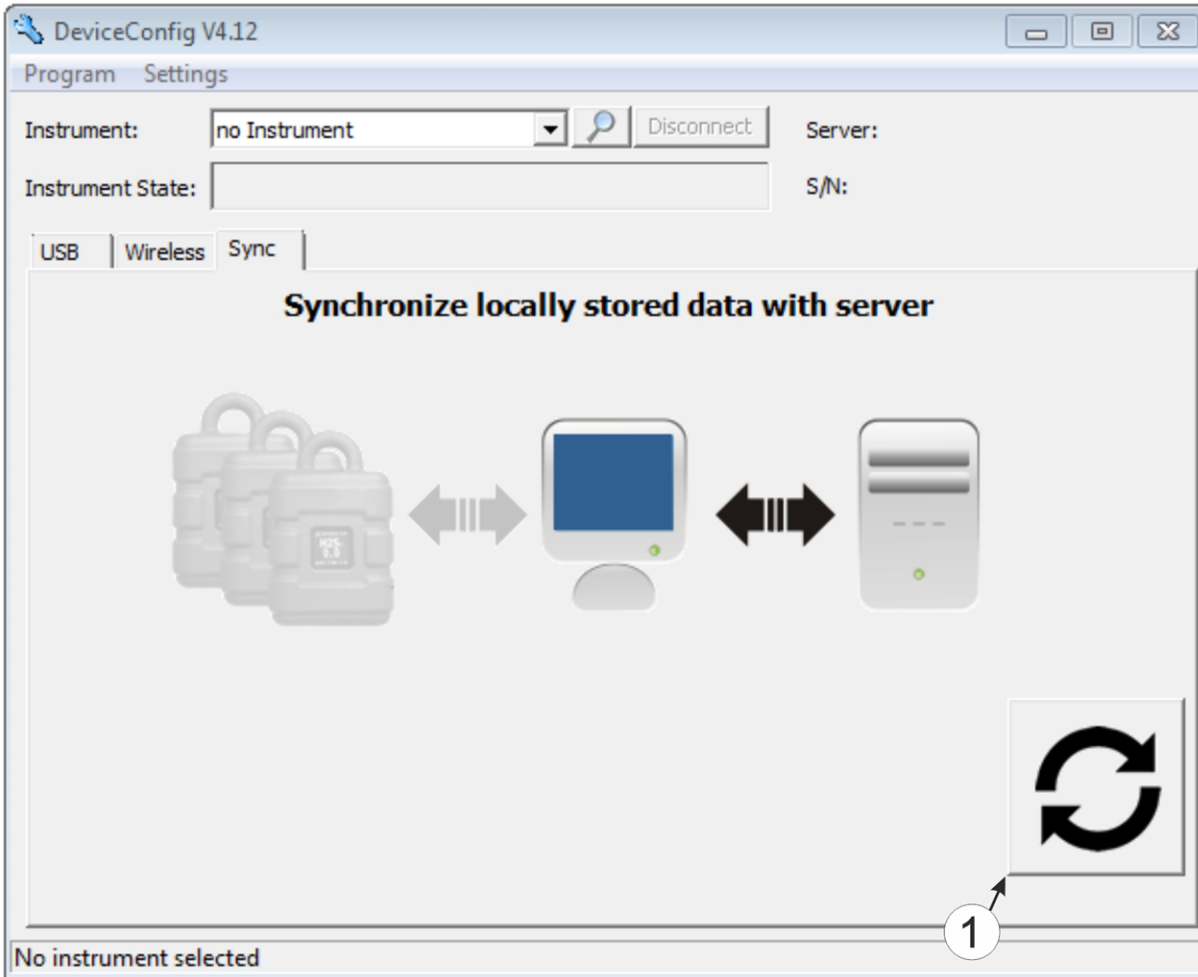 DeviceConfig V4.12
Program Settings
Instrument: no Instrument Disconnect Server:
Instrument State: S/N:
USB Wireless Sync
Synchronize locally stored data with server
1
No instrument selected